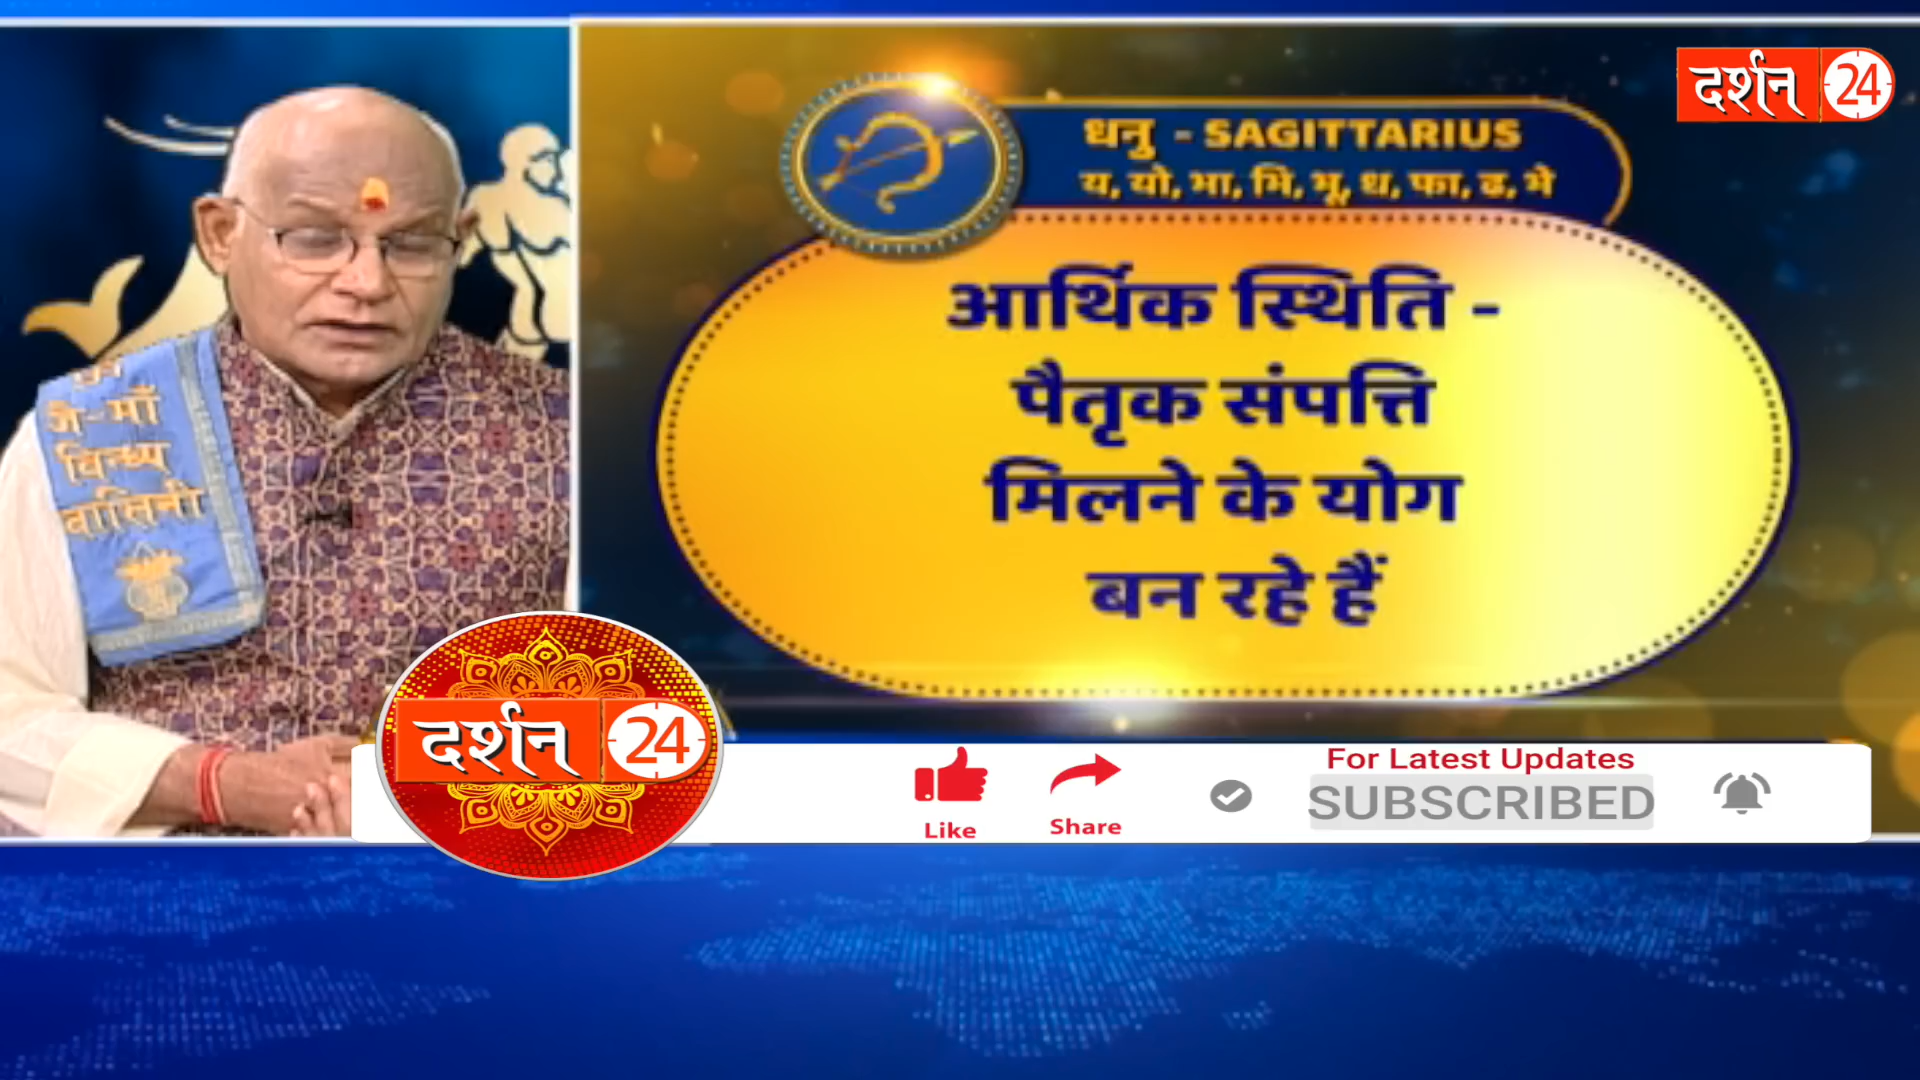 दर्शन 24
धनु - SAGITTARIUS
य, यो, भा, भि, भू, ध, फा, ढ, भे
आर्थिक स्थिति -
पैतृक संपत्ति
मिलने के योग
बन रहे हैं
जै-माँ
विन्ध्य
वासिनी
दर्शन 24
Like
Share
For Latest Updates
SUBSCRIBED